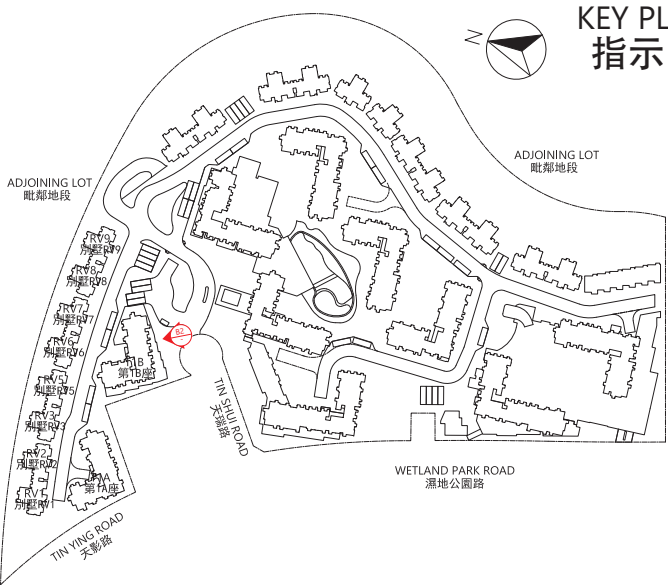 KEY PL
指示
N
ADJOINING LOT
毗鄰地段
ADJOINING LOT
毗鄰地段
RV9
別墅RV9
RV8
別墅RV8
RV7
別墅RV7
RV6
別墅RV6
RV5
別墅RV5
RV3
別墅RV3
RV2
別墅RV2
RV1
別墅RV1
B2
T1B
第1B座
T1A
第1A座
TIN SHUI ROAD
天瑞路
WETLAND PARK ROAD
濕地公園路
TIN YING ROAD
天影路